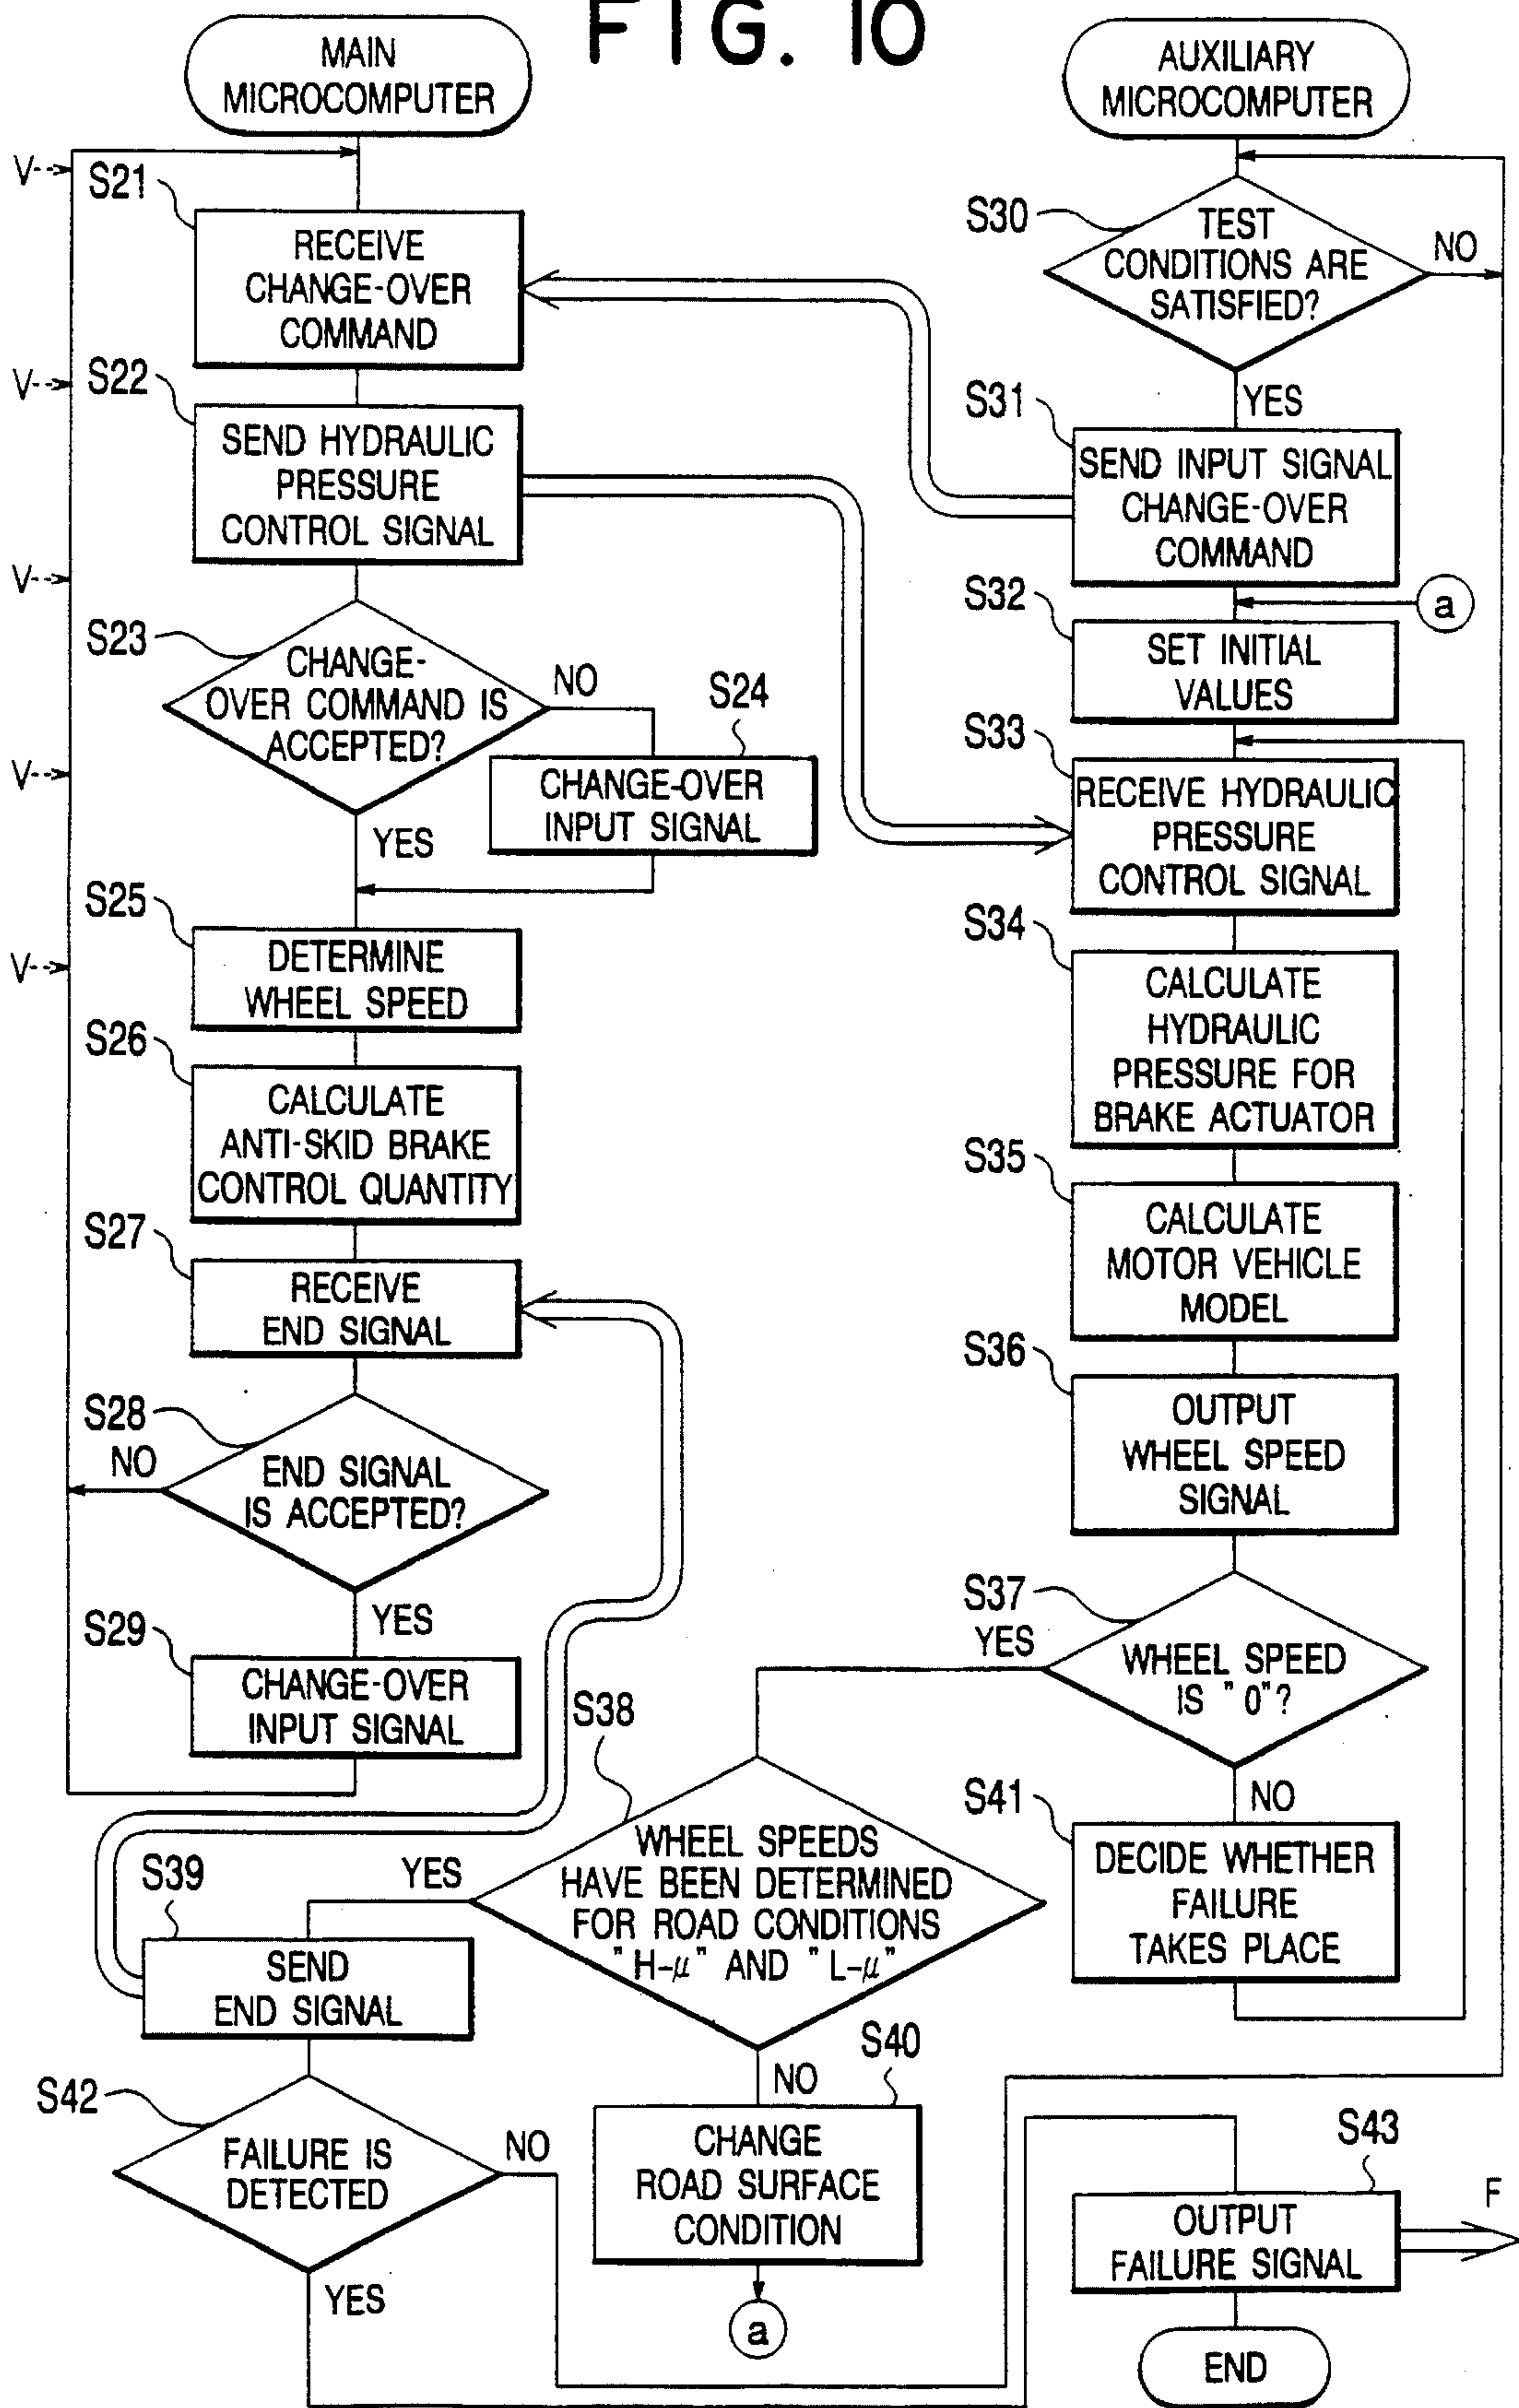 FIG. 10
MAIN
MICROCOMPUTER
V
S21
RECEIVE
CHANGE-OVER
COMMAND
V
S22
SEND HYDRAULIC
PRESSURE
CONTROL SIGNAL
V
S23
CHANGE-
OVER COMMAND IS
ACCEPTED?
NO
S24
CHANGE-OVER
INPUT SIGNAL
V
YES
S25
DETERMINE
WHEEL SPEED
V
S26
CALCULATE
ANTI-SKID BRAKE
CONTROL QUANTITY
S27
RECEIVE
END SIGNAL
S28
NO
END SIGNAL
IS ACCEPTED?
YES
S29
CHANGE-OVER
INPUT SIGNAL
AUXILIARY
MICROCOMPUTER
S30
TEST
CONDITIONS ARE
SATISFIED?
NO
YES
S31
SEND INPUT SIGNAL
CHANGE-OVER
COMMAND
a
S32
SET INITIAL
VALUES
S33
RECEIVE HYDRAULIC
PRESSURE
CONTROL SIGNAL
S34
CALCULATE
HYDRAULIC
PRESSURE FOR
BRAKE ACTUATOR
S35
CALCULATE
MOTOR VEHICLE
MODEL
S36
OUTPUT
WHEEL SPEED
SIGNAL
S37
YES
WHEEL SPEED
IS "0"?
NO
S41
DECIDE WHETHER
FAILURE
TAKES PLACE
S38
WHEEL SPEEDS
HAVE BEEN DETERMINED
FOR ROAD CONDITIONS
"H-μ" AND "L-μ"
YES
S39
SEND
END SIGNAL
NO
S40
CHANGE
ROAD SURFACE
CONDITION
a
S42
FAILURE IS
DETECTED
NO
YES
S43
OUTPUT
FAILURE SIGNAL
F
END